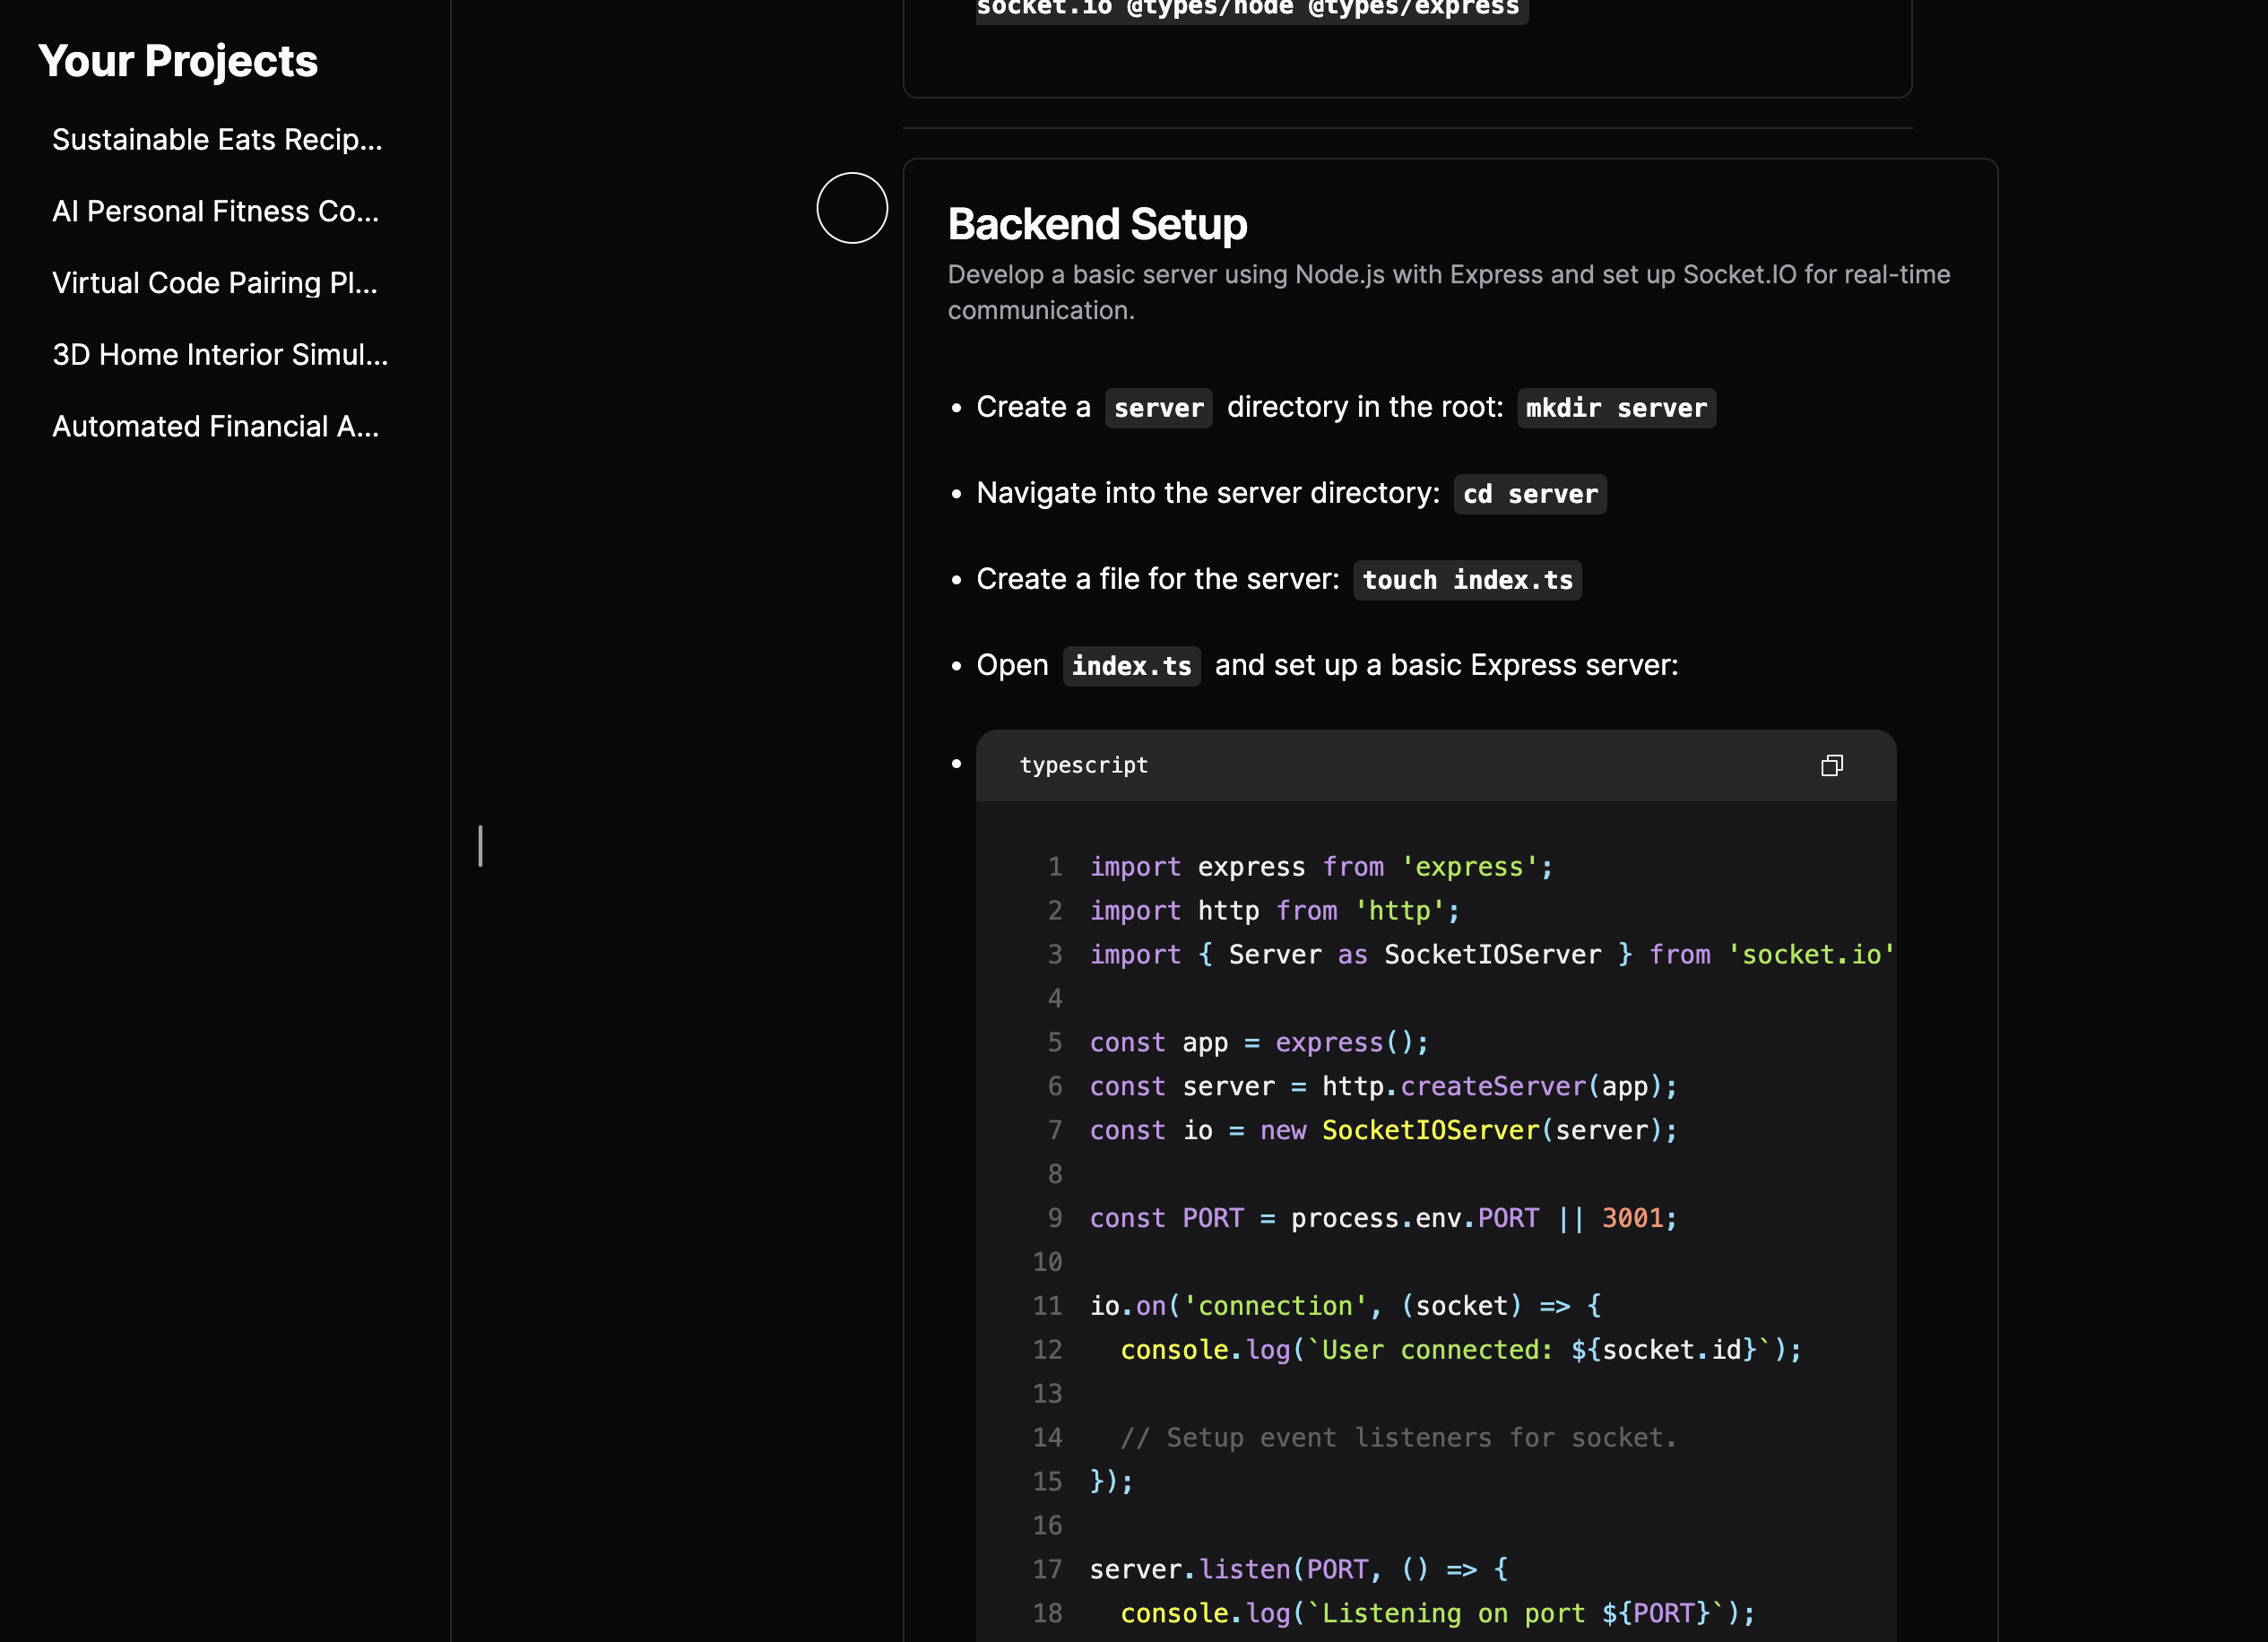 Your Projects
Sustainable Eats Recip...
AI Personal Fitness Co...
Virtual Code Pairing Pl...
3D Home Interior Simul...
Automated Financial A...
socket.io @types/node @types/express
Backend Setup
Develop a basic server using Node.js with Express and set up Socket.IO for real-time
communication.
• Create a server directory in the root: mkdir server
• Navigate into the server directory: cd server
• Create a file for the server: touch index.ts
• Open index.ts and set up a basic Express server:
• typescript
1 import express from 'express';
2 import http from 'http';
3 import { Server as SocketIOServer } from 'socket.io'
4
5 const app = express();
6 const server = http.createServer(app);
7 const io = new SocketIOServer(server);
8
9 const PORT = process.env.PORT || 3001;
10
11 io.on('connection', (socket) => {
12   console.log(`User connected: ${socket.id}`);
13
14   // Setup event listeners for socket.
15 });
16
17 server.listen(PORT, () => {
18   console.log(`Listening on port ${PORT}`);